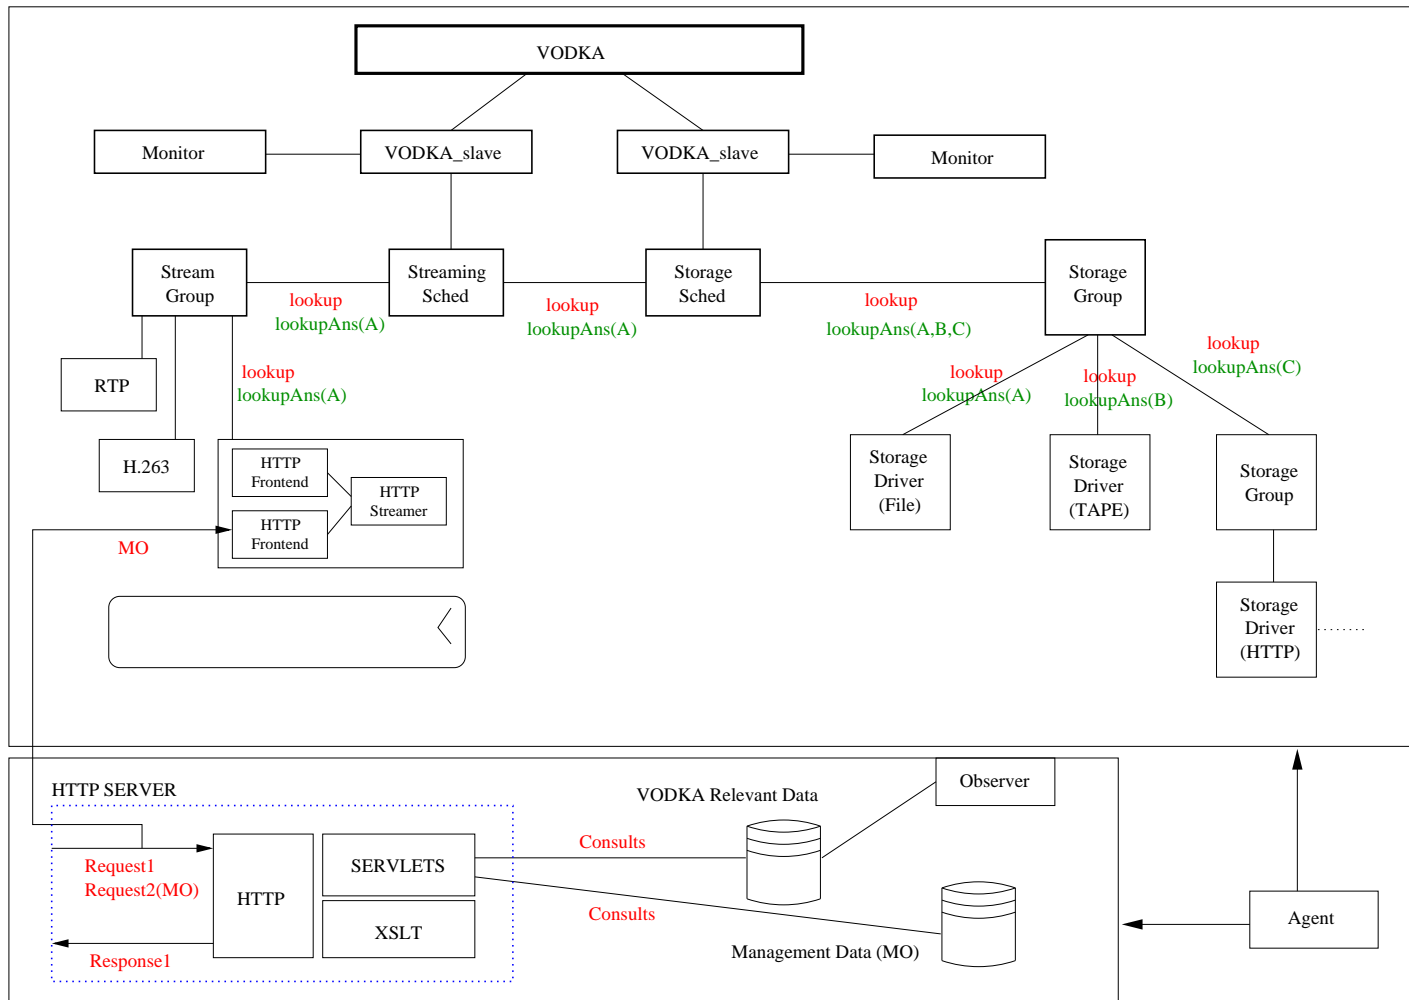 VODKA
Monitor
VODKA_slave
VODKA_slave
Monitor
Stream
Group
Streaming
Sched
Storage
Sched
Storage
Group
lookup
lookupAns(A)
lookup
lookupAns(A)
lookup
lookupAns(A,B,C)
RTP
lookup
lookupAns(A)
lookup
lookupAns(A)
lookup
lookupAns(B)
lookup
lookupAns(C)
H.263
HTTP
Frontend
HTTP
Streamer
HTTP
Frontend
MO
Storage
Driver
(File)
Storage
Driver
(TAPE)
Storage
Group
Storage
Driver
(HTTP)
HTTP SERVER
VODKA Relevant Data
Observer
Request1
Request2(MO)
HTTP
SERVLETS
XSLT
Response1
Consults
Consults
Management Data (MO)
Agent